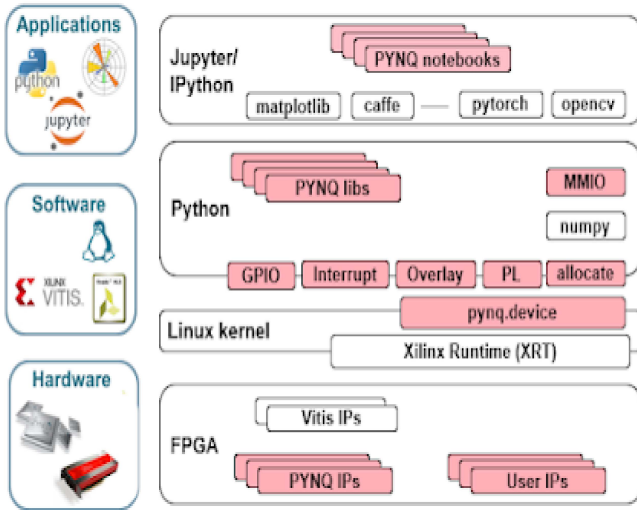 Applications
python
jupyter
Software
XILINX
VITIS.
Hardware
Jupyter/
IPython
PYNQ notebooks
matplotlib
caffe
pytorch
opencv
Python
PYNQ libs
MMIO
numpy
GPIO
Interrupt
Overlay
PL
allocate
Linux kernel
pynq.device
Xilinx Runtime (XRT)
FPGA
Vitis IPs
PYNQ IPs
User IPs